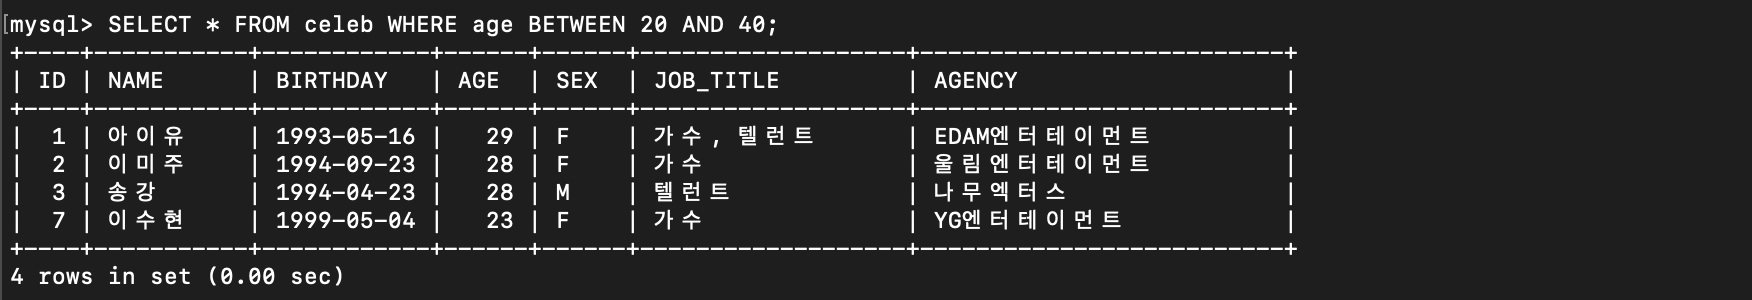 mysql> SELECT * FROM celeb WHERE age BETWEEN 20 AND 40;
+----+-----------+------------+------+------+-------------------+--------------------------+
| ID | NAME      | BIRTHDAY   | AGE  | SEX  | JOB_TITLE         | AGENCY                   |
+----+-----------+------------+------+------+-------------------+--------------------------+
|  1 | 아이유    | 1993-05-16 |   29 | F    | 가수, 텔런트      | EDAM엔터테이먼트         |
|  2 | 이미주    | 1994-09-23 |   28 | F    | 가수              | 울림엔터테이먼트         |
|  3 | 송강      | 1994-04-23 |   28 | M    | 텔런트            | 나무엑터스               |
|  7 | 이수현    | 1999-05-04 |   23 | F    | 가수              | YG엔터테이먼트           |
+----+-----------+------------+------+------+-------------------+--------------------------+
4 rows in set (0.00 sec)